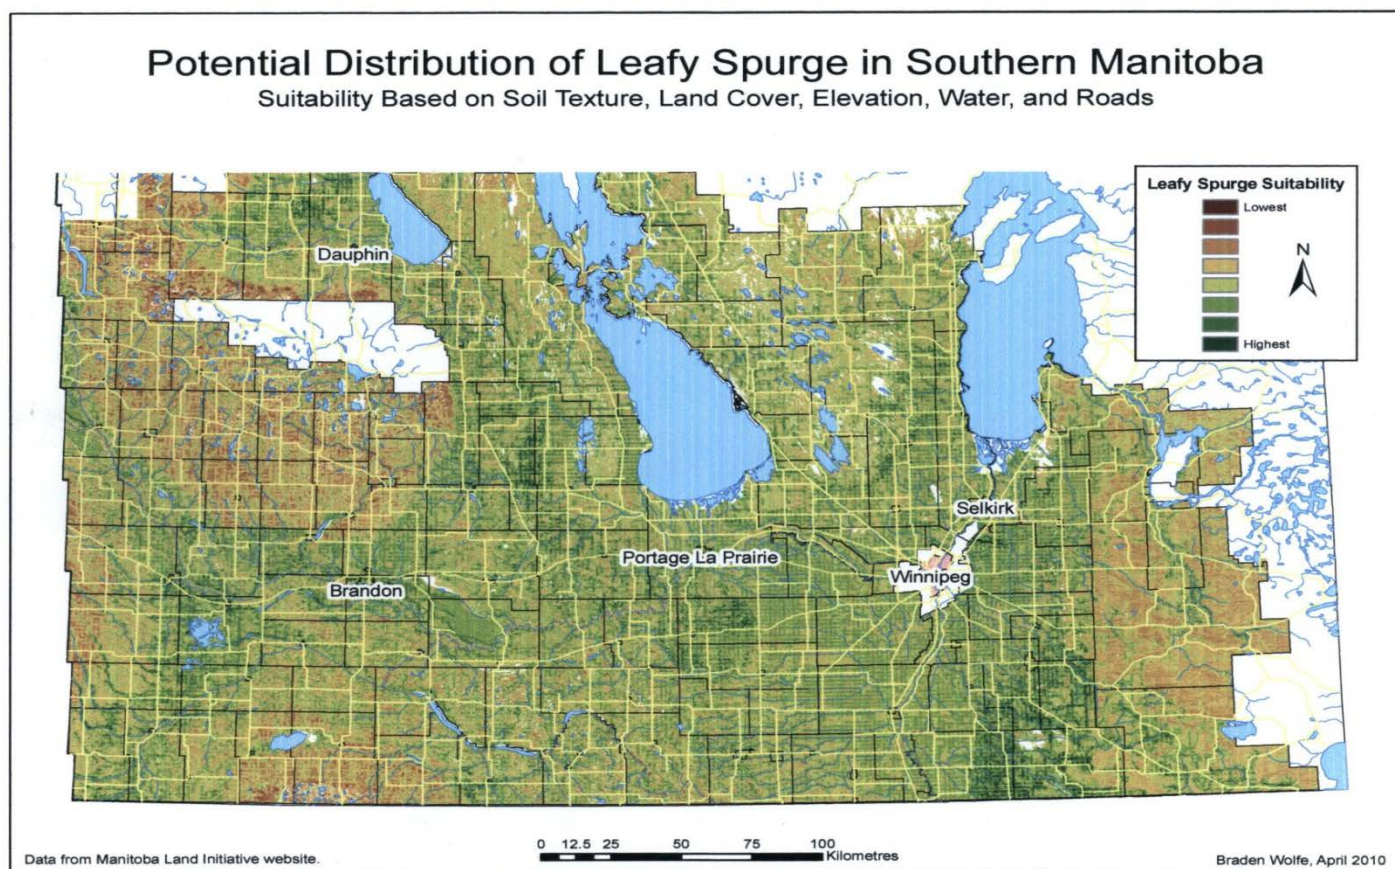 Potential Distribution of Leafy Spurge in Southern Manitoba
Suitability Based on Soil Texture, Land Cover, Elevation, Water, and Roads
Leafy Spurge Suitability
Lowest
Highest
N
Dauphin
Selkirk
Portage La Prairie
Winnipeg
Brandon
0 12.5 25 50 75 100
Kilometres
Data from Manitoba Land Initiative website.
Braden Wolfe, April 2010